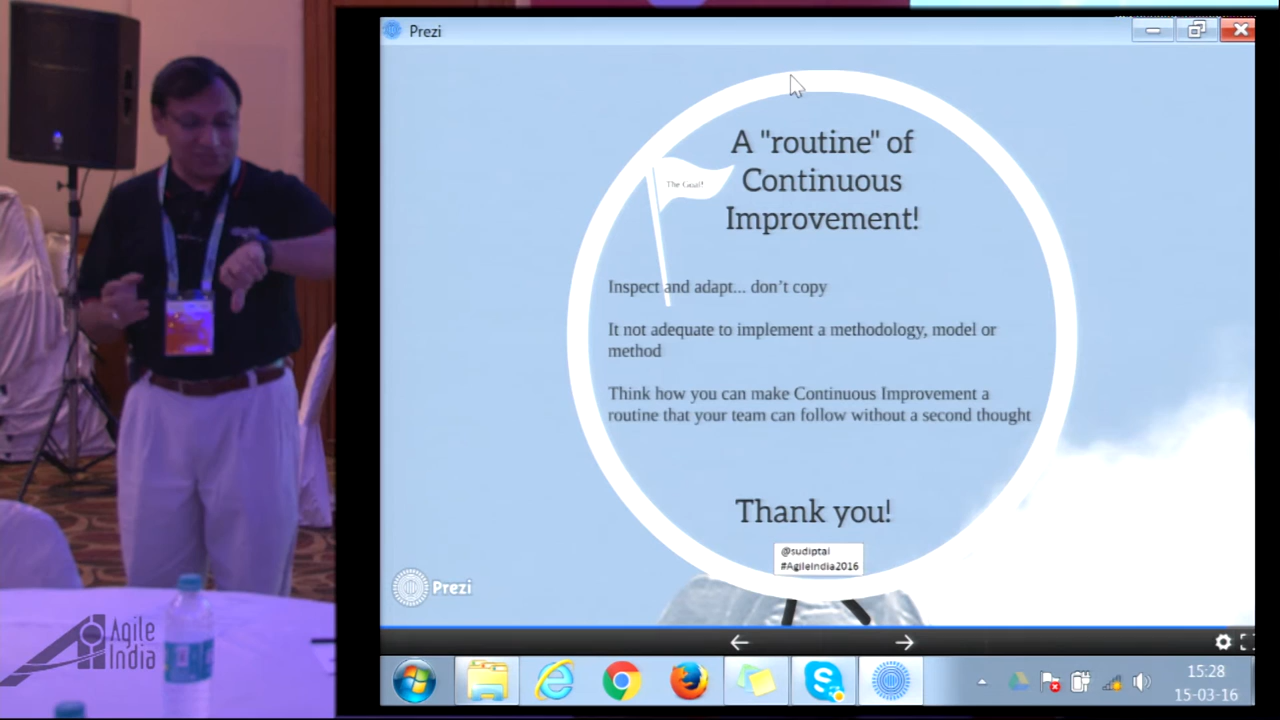 Prezi
A "routine" of
Continuous
Improvement!
The Goal!
Inspect and adapt... don't copy
It not adequate to implement a methodology, model or
method
Think how you can make Continuous Improvement a
routine that your team can follow without a second thought
Thank you!
@sudiptal
#AgileIndia2016
Prezi
15:28
15-03-16
Agile
India